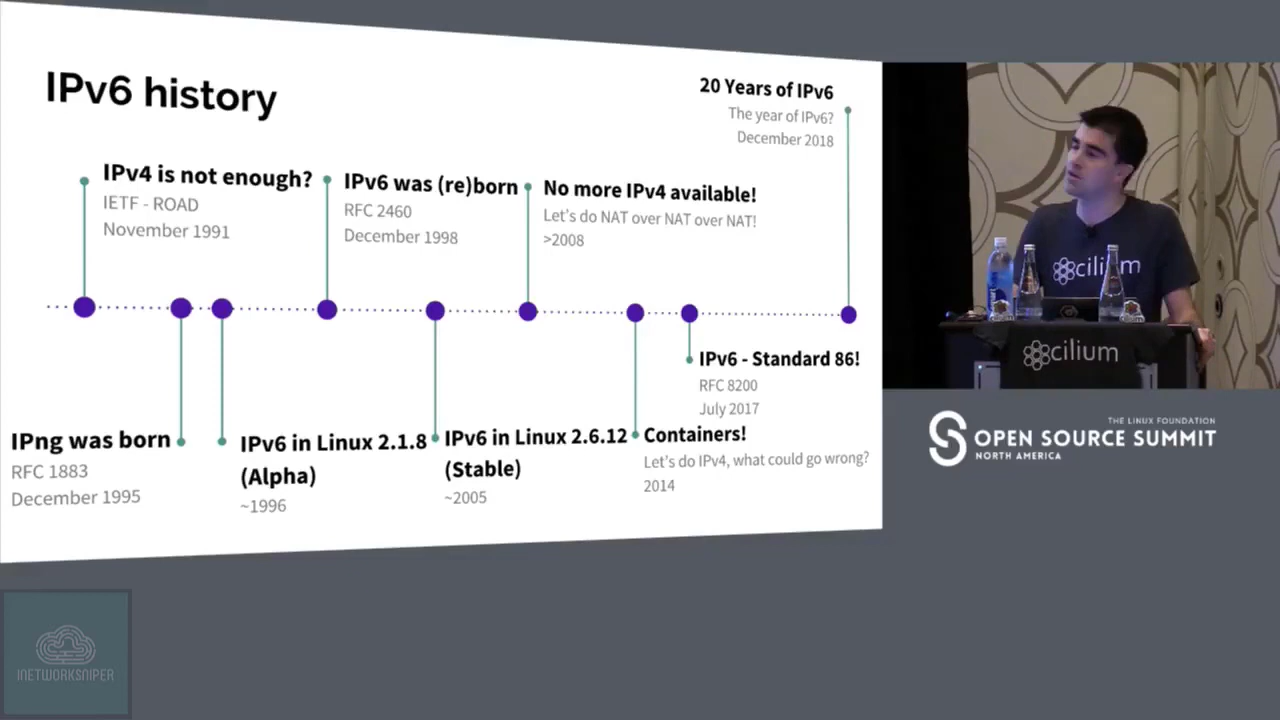 IPv6 history
20 Years of IPv6
The year of IPv6?
December 2018
IPv4 is not enough?
IETF - ROAD
November 1991
IPv6 was (re)born
RFC 2460
December 1998
No more IPv4 available!
Let's do NAT over NAT over NAT!
>2008
IPv6 - Standard 86!
RFC 8200
July 2017
IPng was born
RFC 1883
December 1995
IPv6 in Linux 2.1.8
(Alpha)
~1996
IPv6 in Linux 2.6.12
(Stable)
~2005
Containers!
Let's do IPv4, what could go wrong?
2014
cilium
cilium
THE LINUX FOUNDATION
OPEN SOURCE SUMMIT
NORTH AMERICA
INETWORKSNIPER